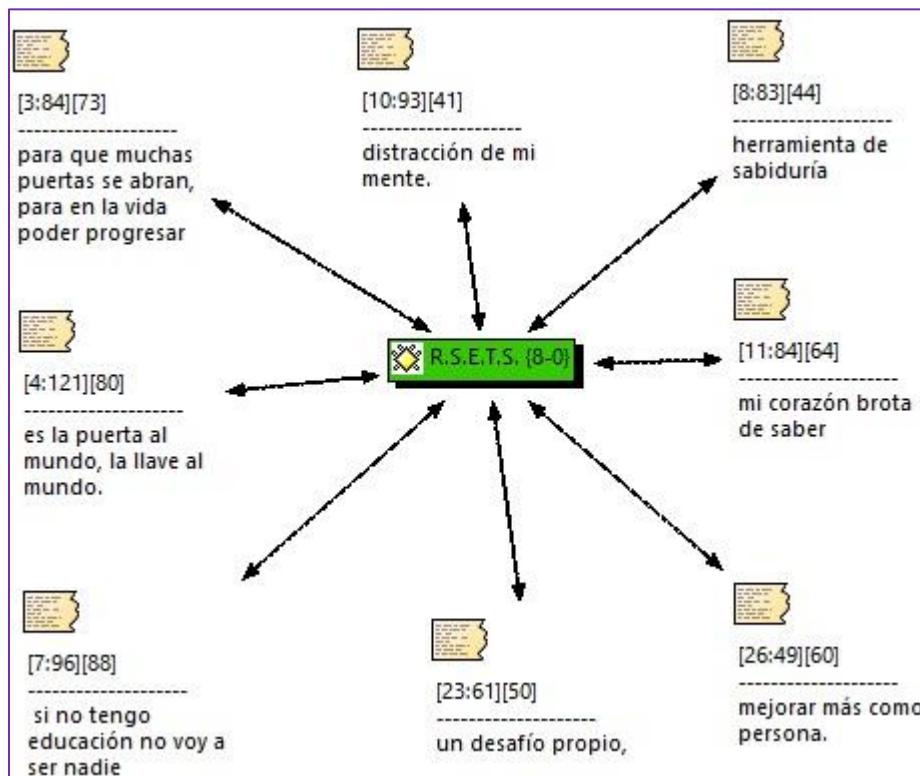 [3:84][73]
---------------------
para que muchas
puertas se abran,
para en la vida
poder progresar
[10:93][41]
---------------------
distracción de mi
mente.
[8:83][44]
---------------------
herramienta de
sabiduría
[4:121][80]
---------------------
es la puerta al
mundo, la llave al
mundo.
R.S.E.T.S. {8-0}
[11:84][64]
---------------------
mi corazón brota
de saber
[7:96][88]
---------------------
si no tengo
educación no voy a
ser nadie
[23:61][50]
---------------------
un desafío propio,
[26:49][60]
---------------------
mejorar más como
persona.